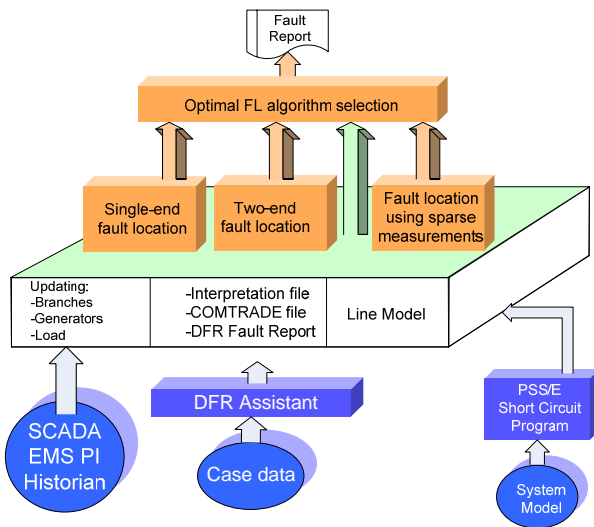 Fault
Report
Optimal FL algorithm selection
Single-end
fault location
Two-end
fault location
Fault location
using sparse
measurements
Updating:
-Branches
-Generators
-Load
-Interpretation file
-COMTRADE file
-DFR Fault Report
Line Model
DFR Assistant
PSS/E
Short Circuit
Program
SCADA
EMS PI
Historian
Case data
System
Model